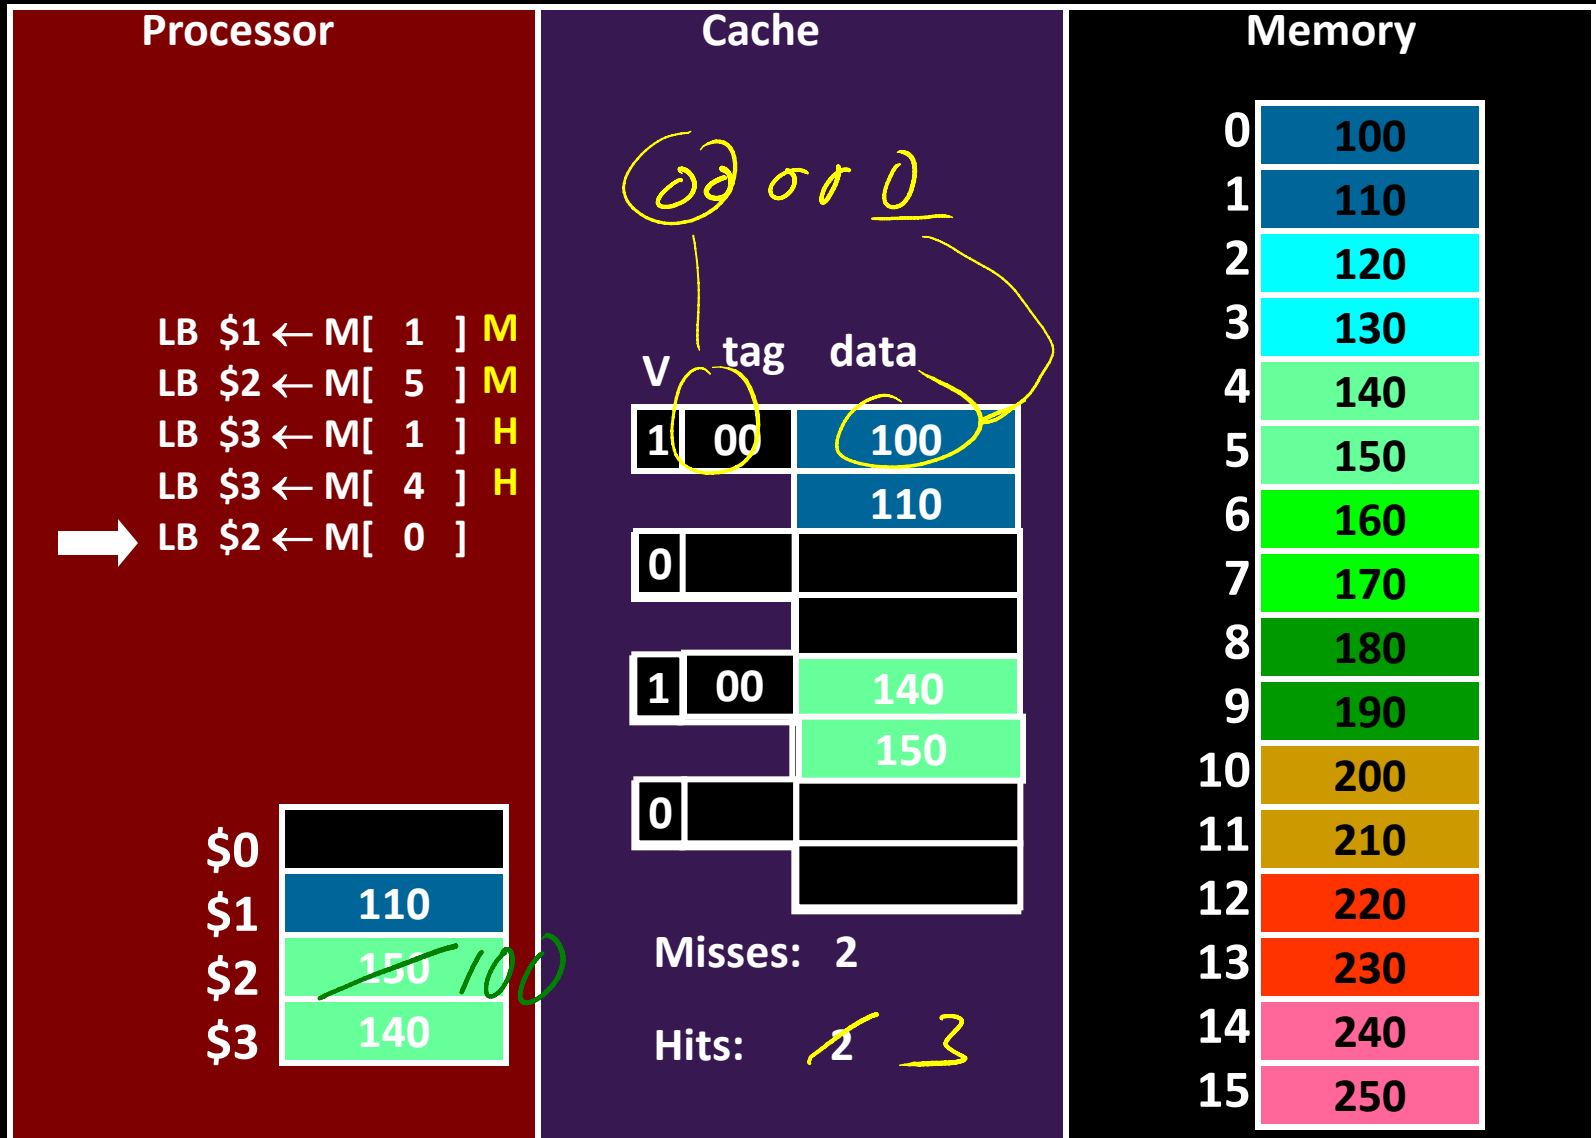 Processor
LB $1 ← M[ 1 ] M
LB $2 ← M[ 5 ] M
LB $3 ← M[ 1 ] H
LB $3 ← M[ 4 ] H
LB $2 ← M[ 0 ]
$0
$1 110
$2 150 100
$3 140
Cache
00 or 0
V tag data
1 00 100
110
0
1 00 140
150
0
Misses: 2
Hits: 2 3
Memory
0 100
1 110
2 120
3 130
4 140
5 150
6 160
7 170
8 180
9 190
10 200
11 210
12 220
13 230
14 240
15 250